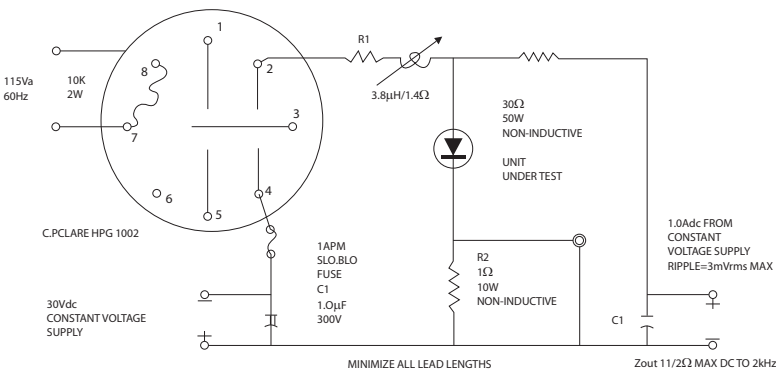 1
R1
8
2
115Va
60Hz
10K
2W
3.8μH/1.4Ω
3
30Ω
50W
NON-INDUCTIVE
UNIT
UNDER TEST
7
6
4
5
C.PCLARE HPG 1002
1APM
SLO.BLO
FUSE
C1
1.OμF
300V
R2
1Ω
10W
NON-INDUCTIVE
1.0Adc FROM
CONSTANT
VOLTAGE SUPPLY
RIPPLE=3mVrms MAX
30Vdc
CONSTANT VOLTAGE
SUPPLY
–
+
C1
+
–
MINIMIZE ALL LEAD LENGTHS
Zout 11/2Ω MAX DC TO 2kHz